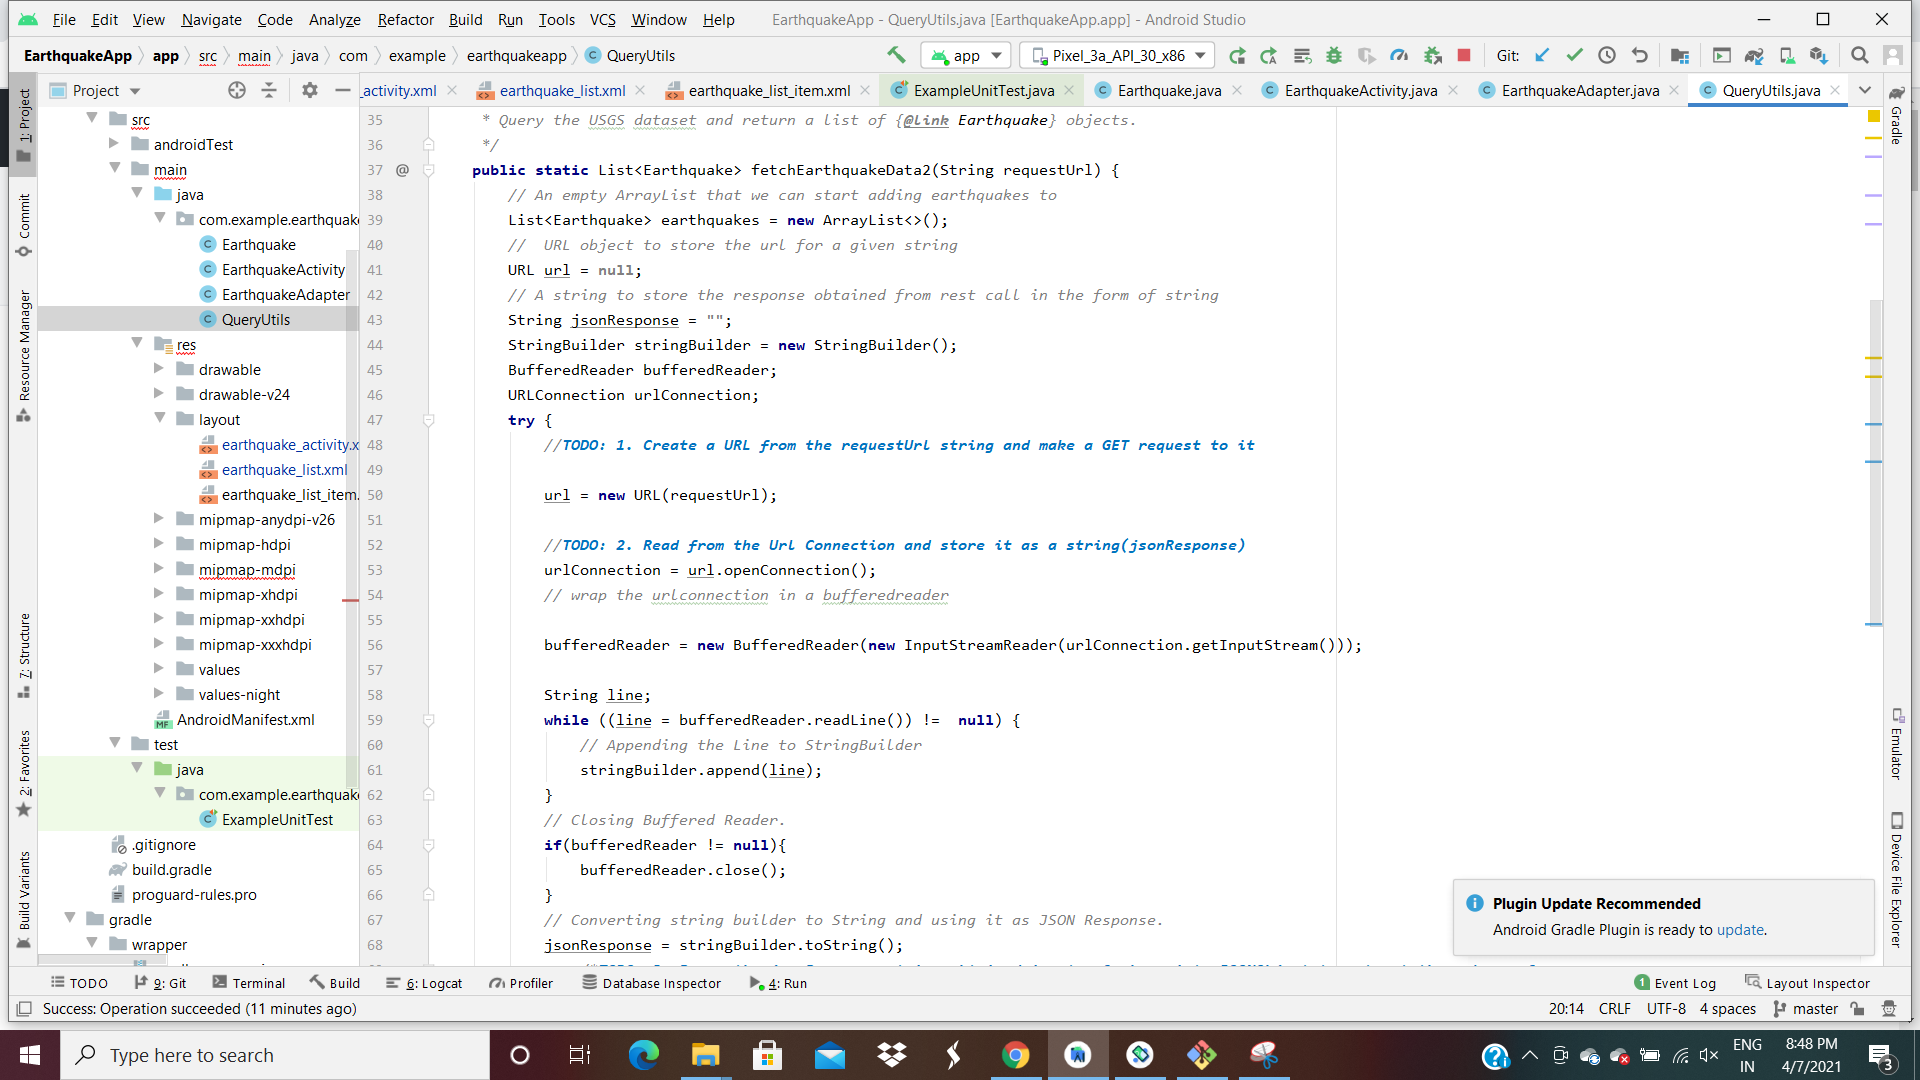 File Edit View Navigate Code Analyze Refactor Build Run Tools VCS Window Help EarthquakeApp - QueryUtils.java [EarthquakeApp.app] - Android Studio
EarthquakeApp app src main java com example earthquakeapp QueryUtils app Pixel_3a_API_30_x86 Git:
Project _activity.xml earthquake_list.xml earthquake_list_item.xml ExampleUnitTest.java Earthquake.java EarthquakeActivity.java EarthquakeAdapter.java QueryUtils.java
1: Project
Commit
Resource Manager
7: Structure
2: Favorites
Build Variants
src
androidTest
main
java
com.example.earthquake
Earthquake
EarthquakeActivity
EarthquakeAdapter
QueryUtils
res
drawable
drawable-v24
layout
earthquake_activity.x
earthquake_list.xml
earthquake_list_item.
mipmap-anydpi-v26
mipmap-hdpi
mipmap-mdpi
mipmap-xhdpi
mipmap-xxhdpi
mipmap-xxxhdpi
values
values-night
AndroidManifest.xml
test
java
com.example.earthquake
ExampleUnitTest
.gitignore
build.gradle
proguard-rules.pro
gradle
wrapper
35 * Query the USGS dataset and return a list of {@link Earthquake} objects.
36 */
37 @ public static List<Earthquake> fetchEarthquakeData2(String requestUrl) {
38 // An empty ArrayList that we can start adding earthquakes to
39 List<Earthquake> earthquakes = new ArrayList<>();
40 //  URL object to store the url for a given string
41 URL url = null;
42 // A string to store the response obtained from rest call in the form of string
43 String jsonResponse = "";
44 StringBuilder stringBuilder = new StringBuilder();
45 BufferedReader bufferedReader;
46 URLConnection urlConnection;
47 try {
48 //TODO: 1. Create a URL from the requestUrl string and make a GET request to it
49
50 url = new URL(requestUrl);
51
52 //TODO: 2. Read from the Url Connection and store it as a string(jsonResponse)
53 urlConnection = url.openConnection();
54 // wrap the urlconnection in a bufferedreader
55
56 bufferedReader = new BufferedReader(new InputStreamReader(urlConnection.getInputStream()));
57
58 String line;
59 while ((line = bufferedReader.readLine()) !=  null) {
60 // Appending the Line to StringBuilder
61 stringBuilder.append(line);
62 }
63 // Closing Buffered Reader.
64 if(bufferedReader != null){
65 bufferedReader.close();
66 }
67 // Converting string builder to String and using it as JSON Response.
68 jsonResponse = stringBuilder.toString();
Gradle
Emulator
Device File Explorer
Plugin Update Recommended
Android Gradle Plugin is ready to update.
TODO 9: Git Terminal Build 6: Logcat Profiler Database Inspector 4: Run 1 Event Log Layout Inspector
Success: Operation succeeded (11 minutes ago) 20:14 CRLF UTF-8 4 spaces master
Type here to search
ENG
IN
8:48 PM
4/7/2021
3